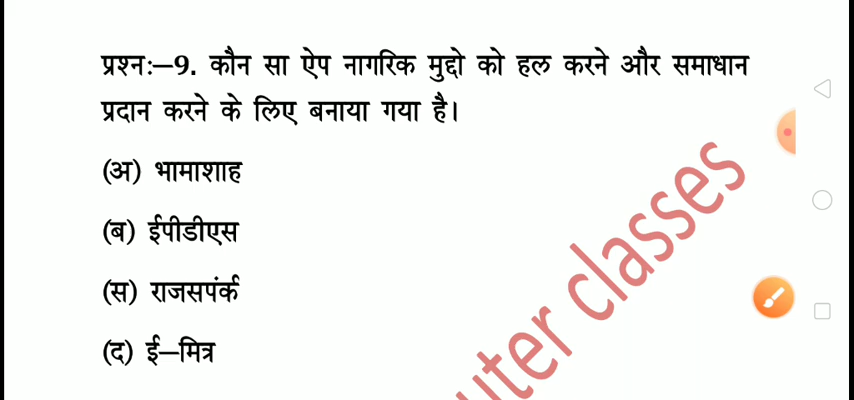 प्रश्नः—9. कौन सा ऐप नागरिक मुद्दो को हल करने और समाधान
प्रदान करने के लिए बनाया गया है।
(अ) भामाशाह
(ब) ईपीडीएस
(स) राजसपंर्क
(द) ई—मित्र
uter classes